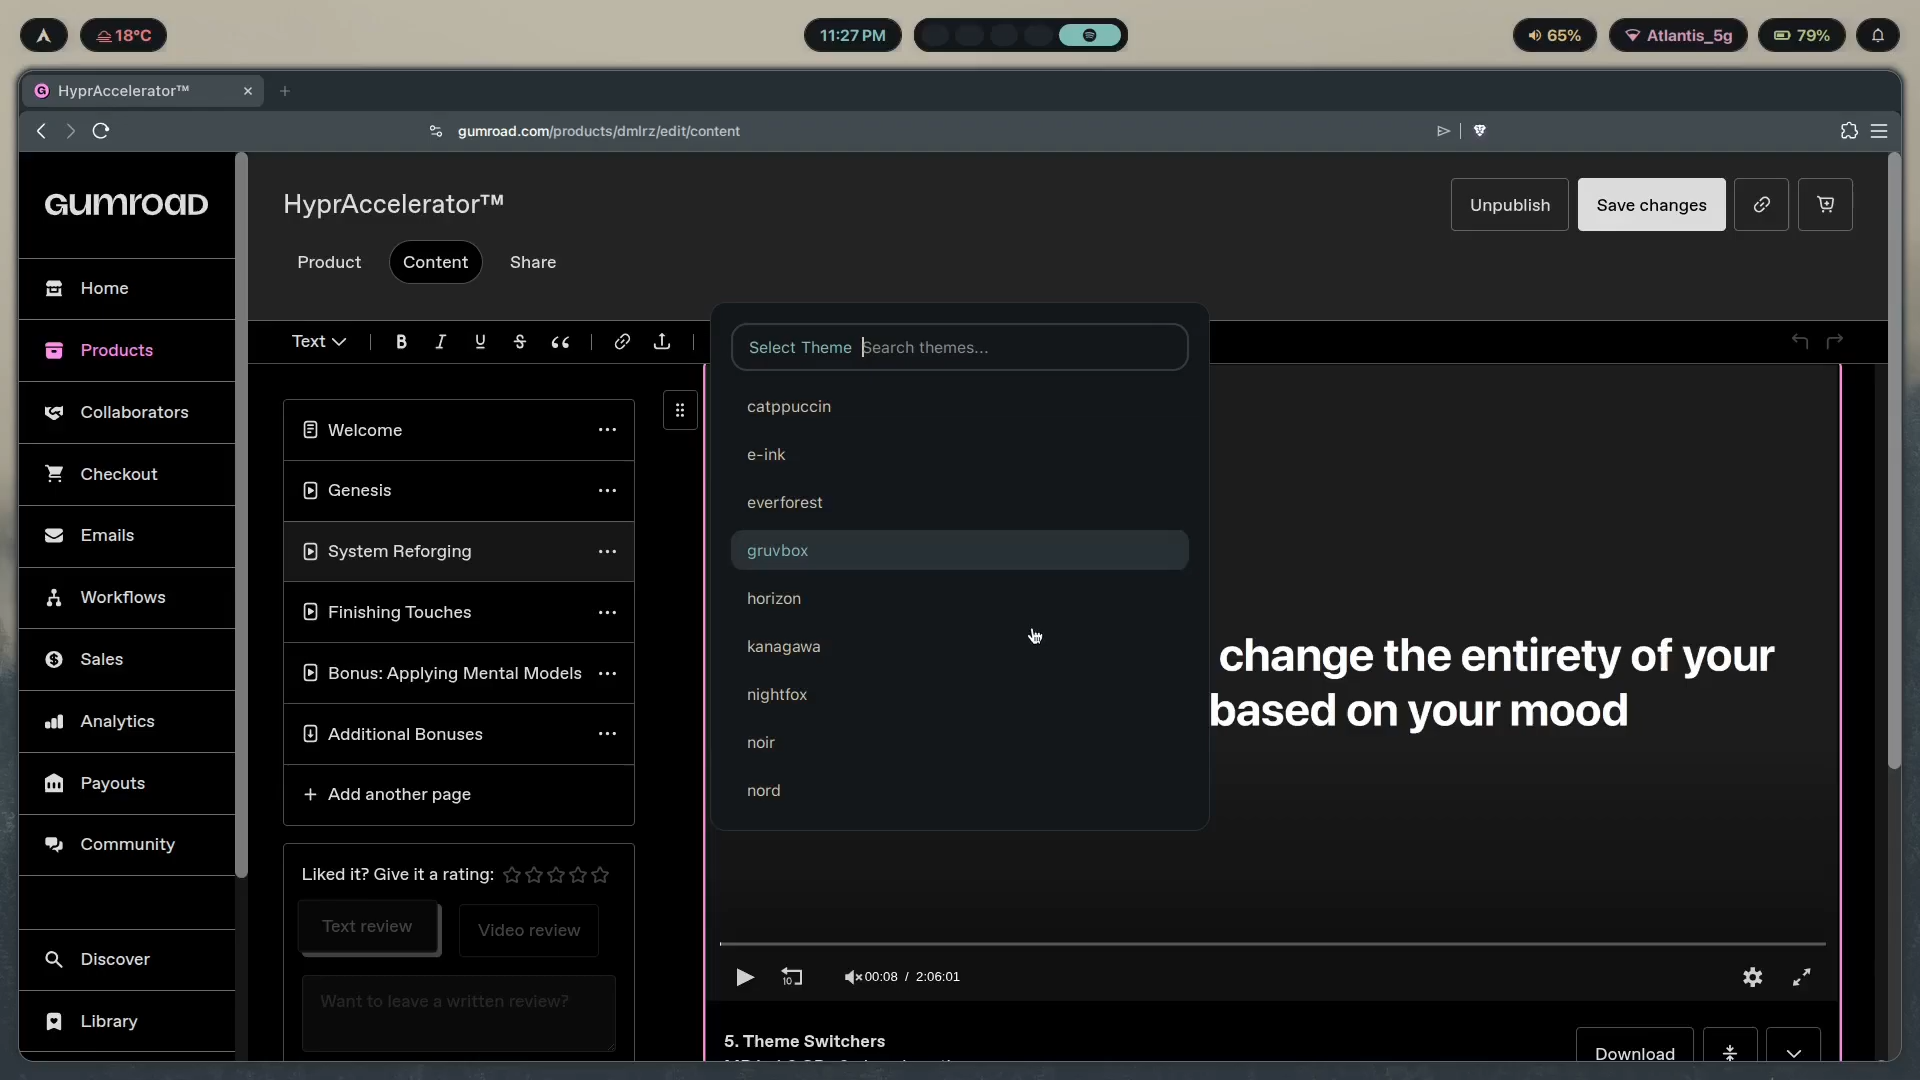 18°C
11:27 PM
65%
Atlantis_5g
79%
HyprAccelerator™
gumroad.com/products/dmlrz/edit/content
GUMROAD
Home
Products
Collaborators
Checkout
Emails
Workflows
Sales
Analytics
Payouts
Community
Discover
Library
HyprAccelerator™
Unpublish
Save changes
Product
Content
Share
Text
B
I
U
S
Welcome
Genesis
System Reforging
Finishing Touches
Bonus: Applying Mental Models
Additional Bonuses
+ Add another page
Liked it? Give it a rating:
Text review
Video review
Want to leave a written review?
Select Theme Search themes...
catppuccin
e-ink
everforest
gruvbox
horizon
kanagawa
nightfox
noir
nord
change the entirety of your
based on your mood
10
00:08 / 2:06:01
5. Theme Switchers
Download